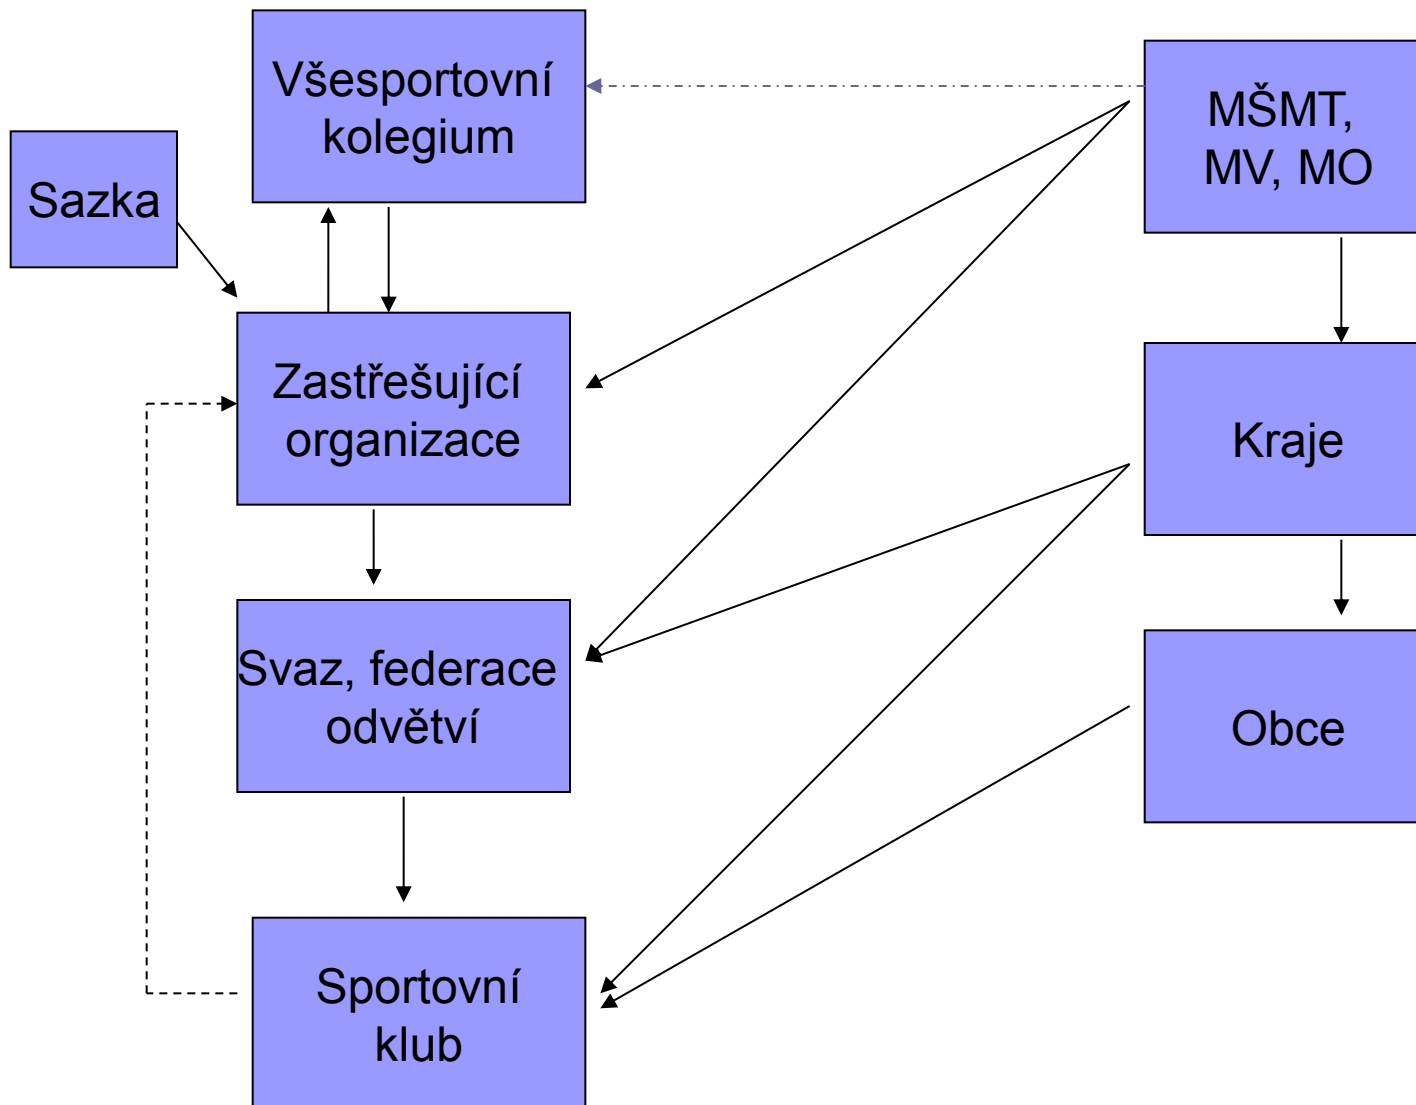 Všesportovní
kolegium
MŠMT,
MV, MO
Sazka
Zastřešující
organizace
Kraje
Svaz, federace
odvětví
Obce
Sportovní
klub